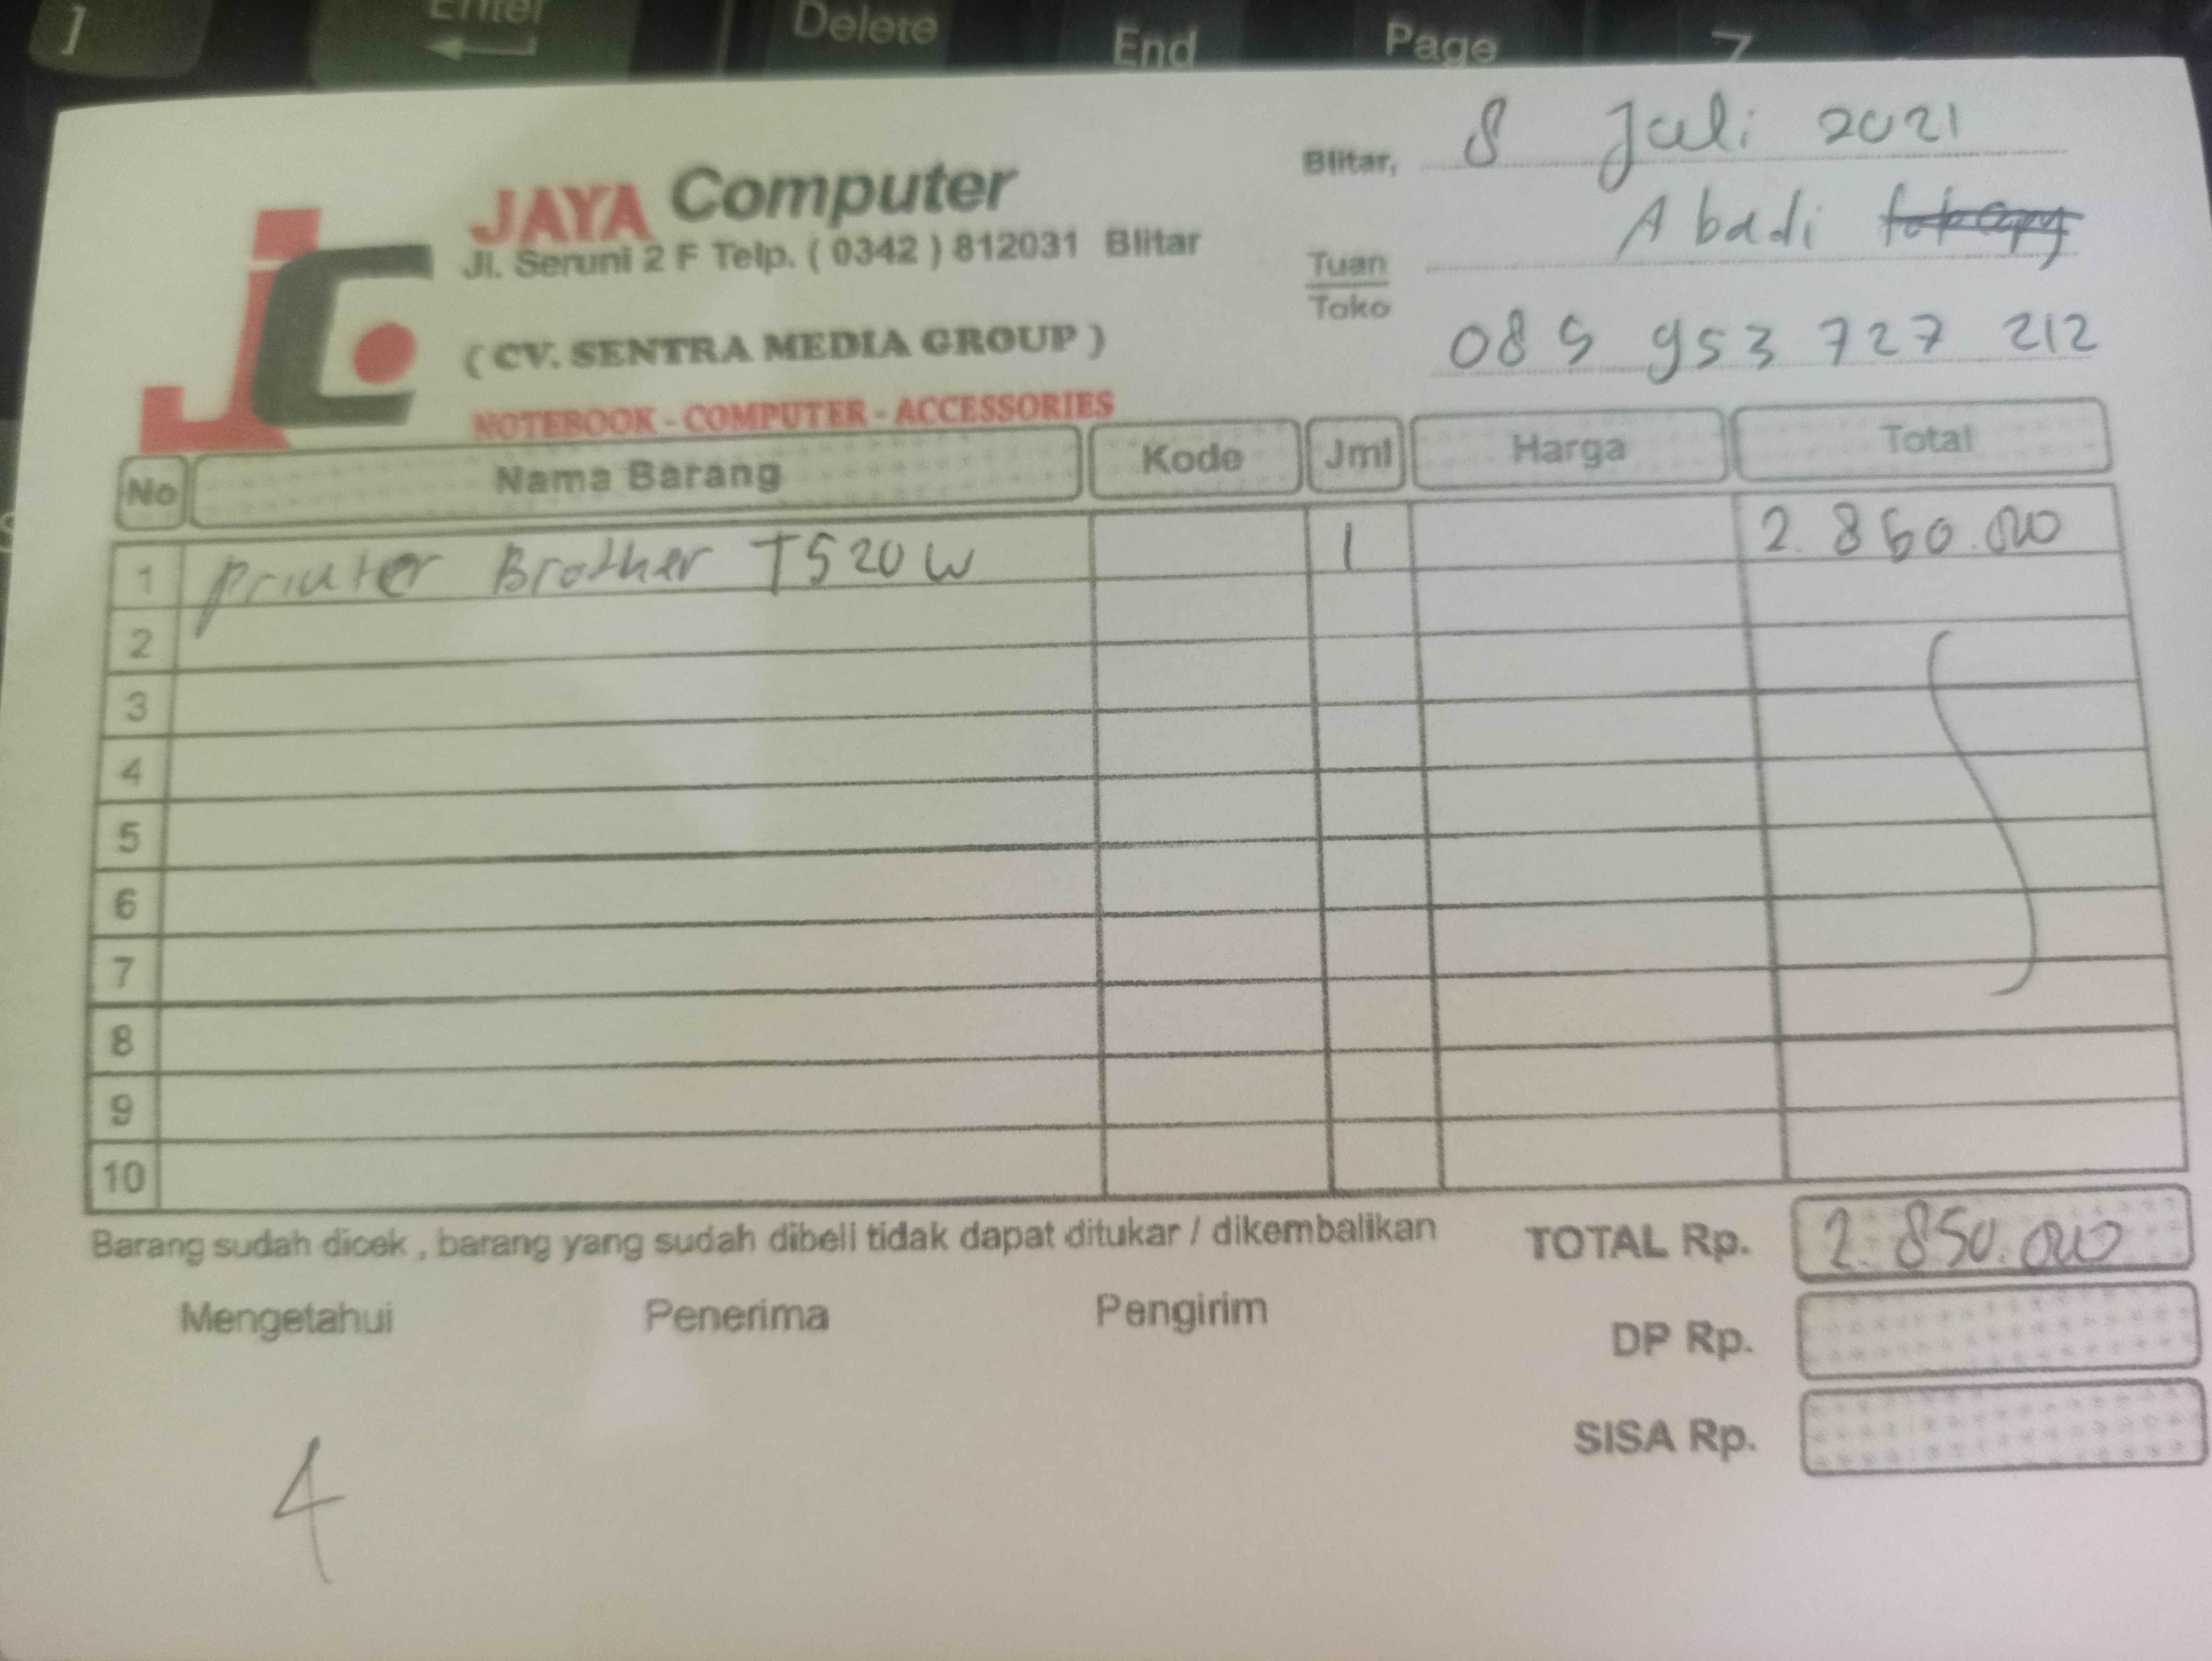 ]
Enter
Delete
End
Page
7
Blitar, 8 Juli 2021
JAYA Computer
Abadi
Jl. Seruni 2 F Telp. ( 0342 ) 812031 Blitar
Tuan
Toko
( CV. SENTRA MEDIA GROUP )
085 953 727 212
NOTEBOOK - COMPUTER - ACCESSORIES
No Nama Barang Kode Jml Harga Total
1 Printer Brother T520W 1 2.850.000
2
3
4
5
6
7
8
9
10
Barang sudah dicek , barang yang sudah dibeli tidak dapat ditukar / dikembalikan
TOTAL Rp. 2.850.000
Mengetahui Penerima Pengirim
DP Rp.
SISA Rp.